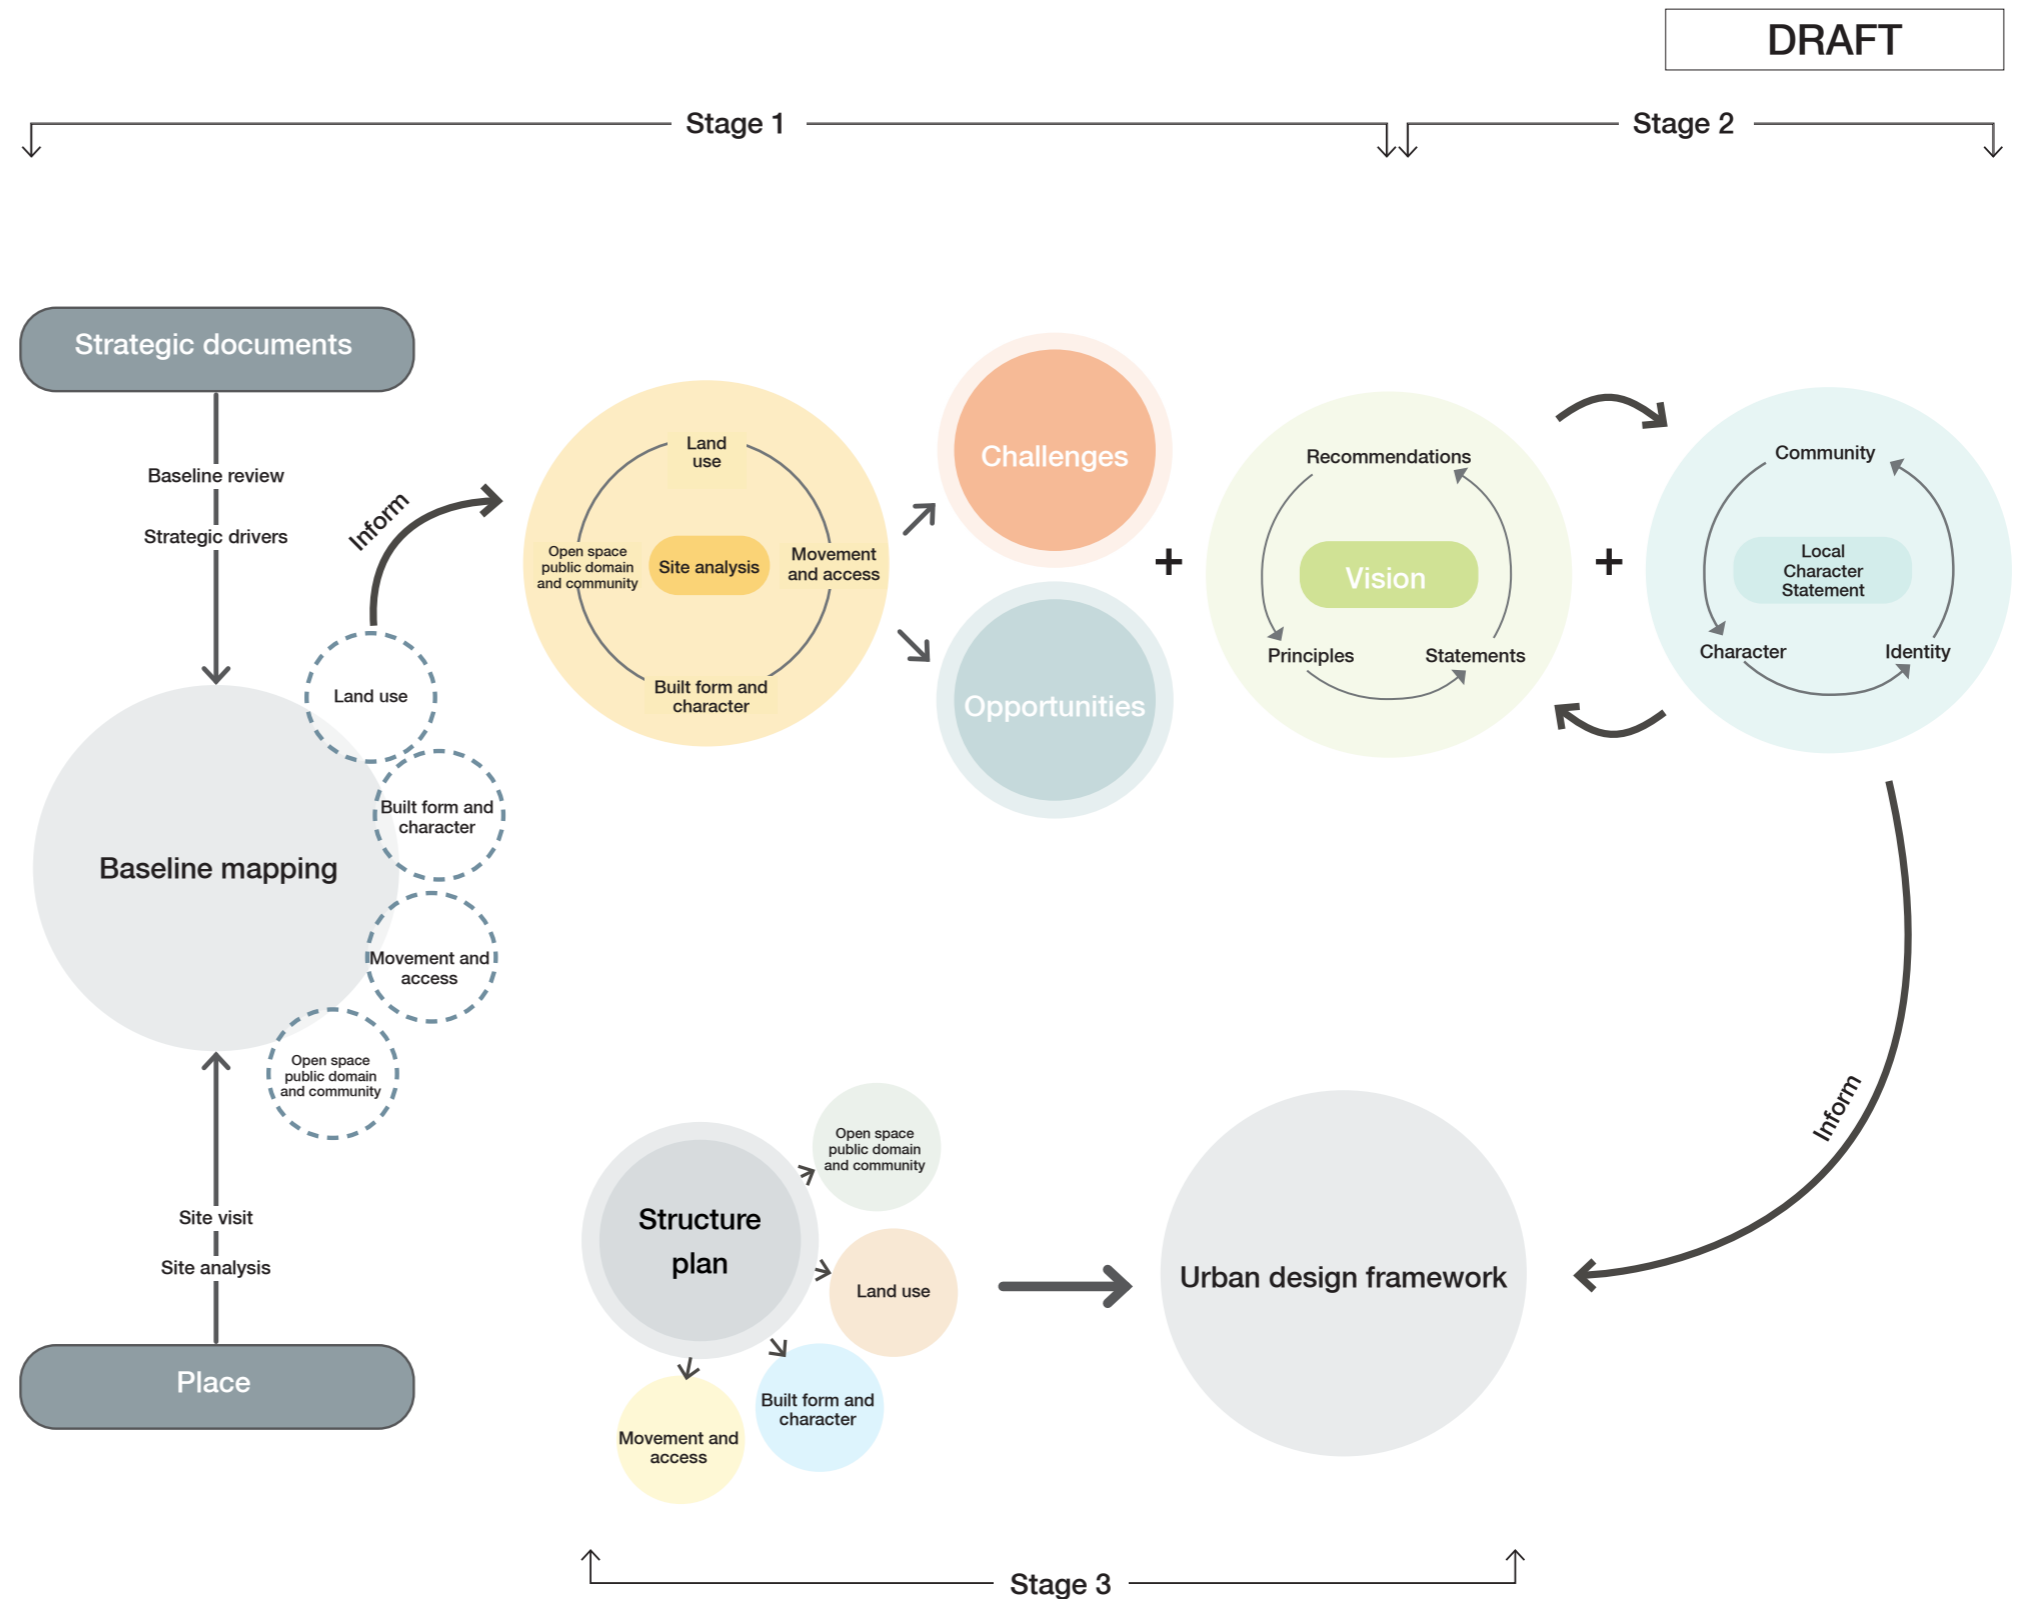 DRAFT
Stage 1
Stage 2
Strategic documents
Baseline review
Strategic drivers
Baseline mapping
Land use
Built form and
character
Movement and
access
Open space
public domain
and community
Site visit
Site analysis
Place
Inform
Land
use
Open space
public domain
and community
Site analysis
Movement
and access
Built form and
character
Challenges
Opportunities
+
Recommendations
Vision
Principles
Statements
+
Community
Local
Character
Statement
Character
Identity
Inform
Structure
plan
Open space
public domain
and community
Land use
Built form and
character
Movement and
access
Urban design framework
Stage 3